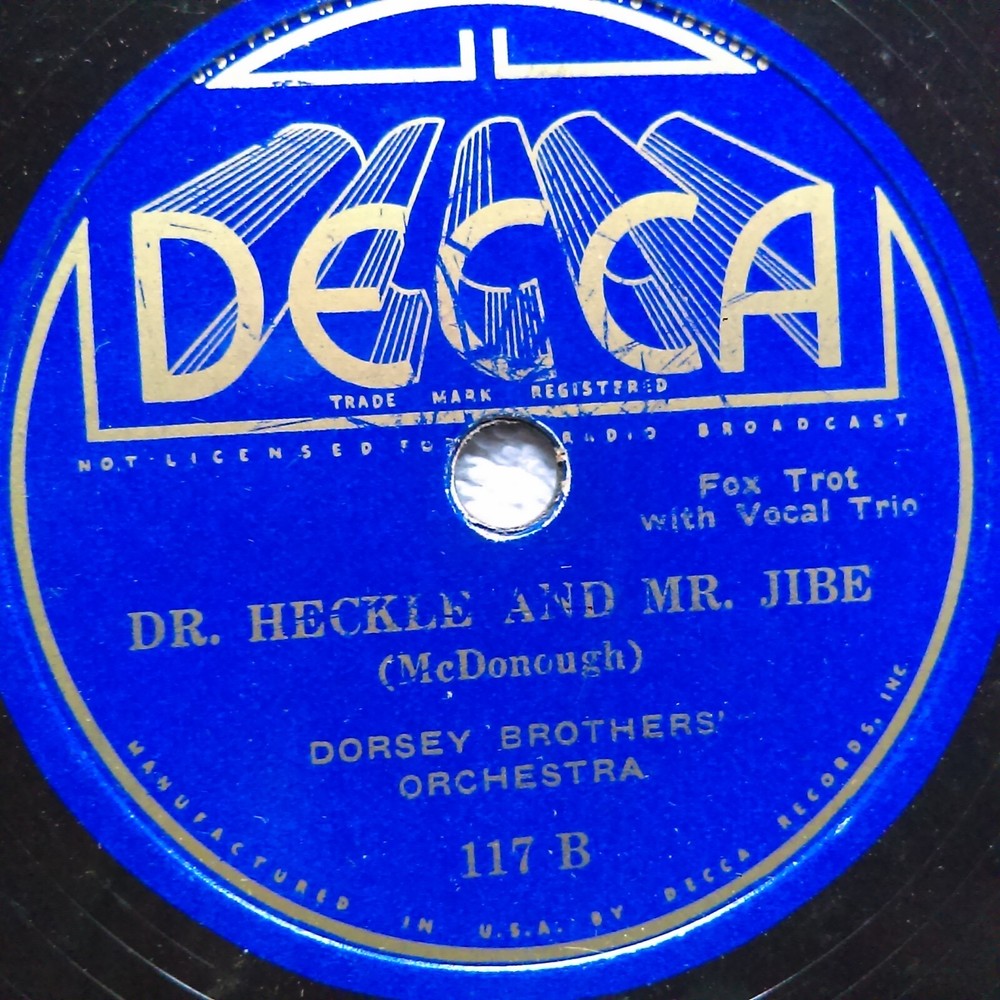 U.S. PATENT
DECCA
TRADE MARK REGISTERED
NOT LICENSED FOR RADIO BROADCAST
Fox Trot
with Vocal Trio
DR. HECKLE AND MR. JIBE
(McDonough)
DORSEY BROTHERS'
ORCHESTRA
117 B
MANUFACTURED IN U.S.A. BY DECCA RECORDS, INC.